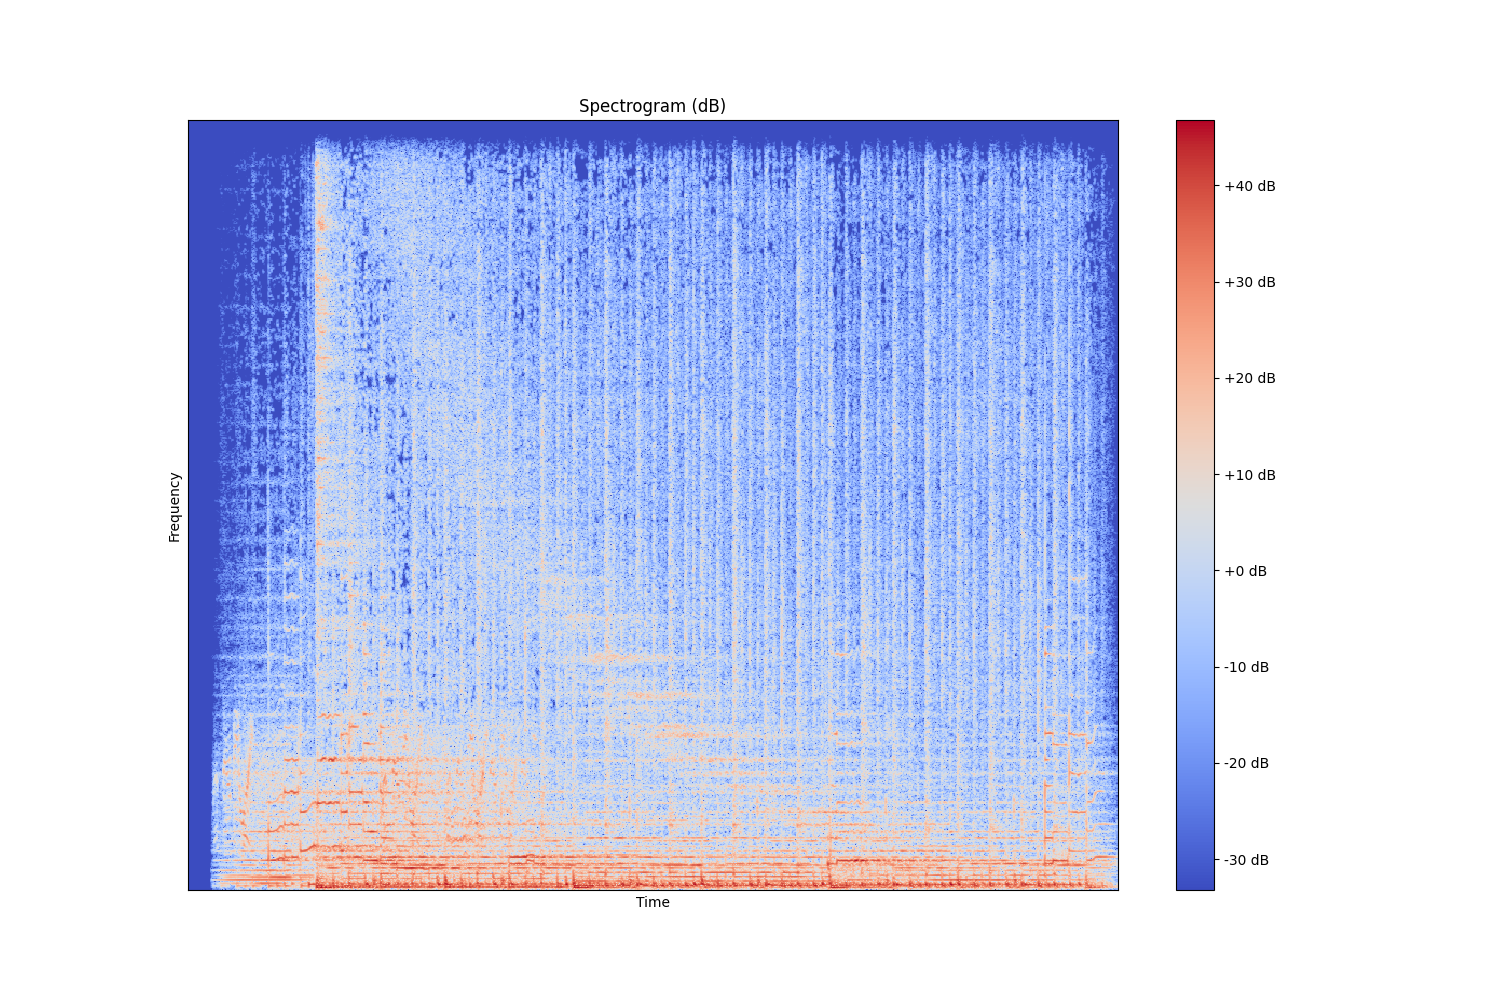 Spectrogram (dB)
Frequency
Time
+40 dB
+30 dB
+20 dB
+10 dB
+0 dB
-10 dB
-20 dB
-30 dB